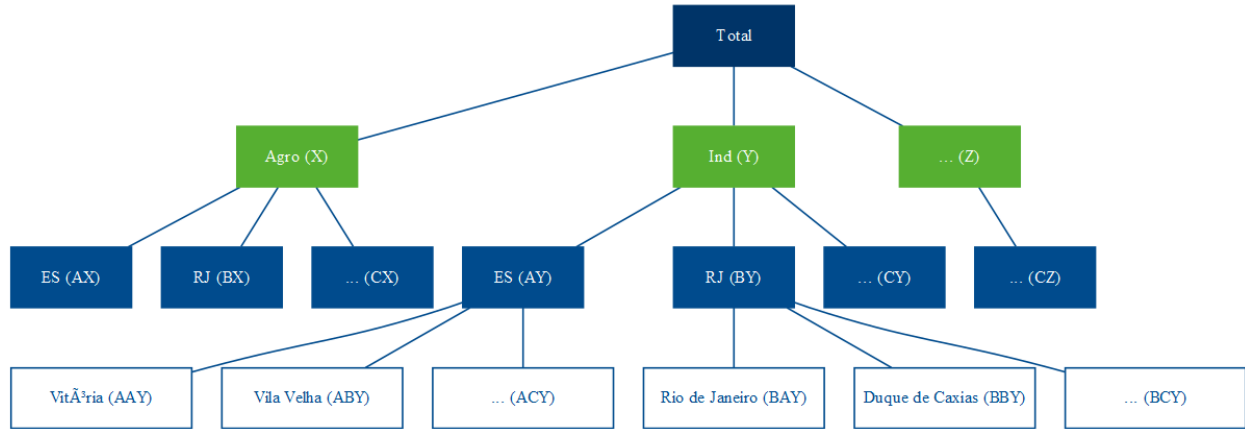 Total
Agro (X)
Ind (Y)
... (Z)
ES (AX)
RJ (BX)
... (CX)
ES (AY)
RJ (BY)
... (CY)
... (CZ)
VitÃ³ria (AAY)
Vila Velha (ABY)
... (ACY)
Rio de Janeiro (BAY)
Duque de Caxias (BBY)
... (BCY)